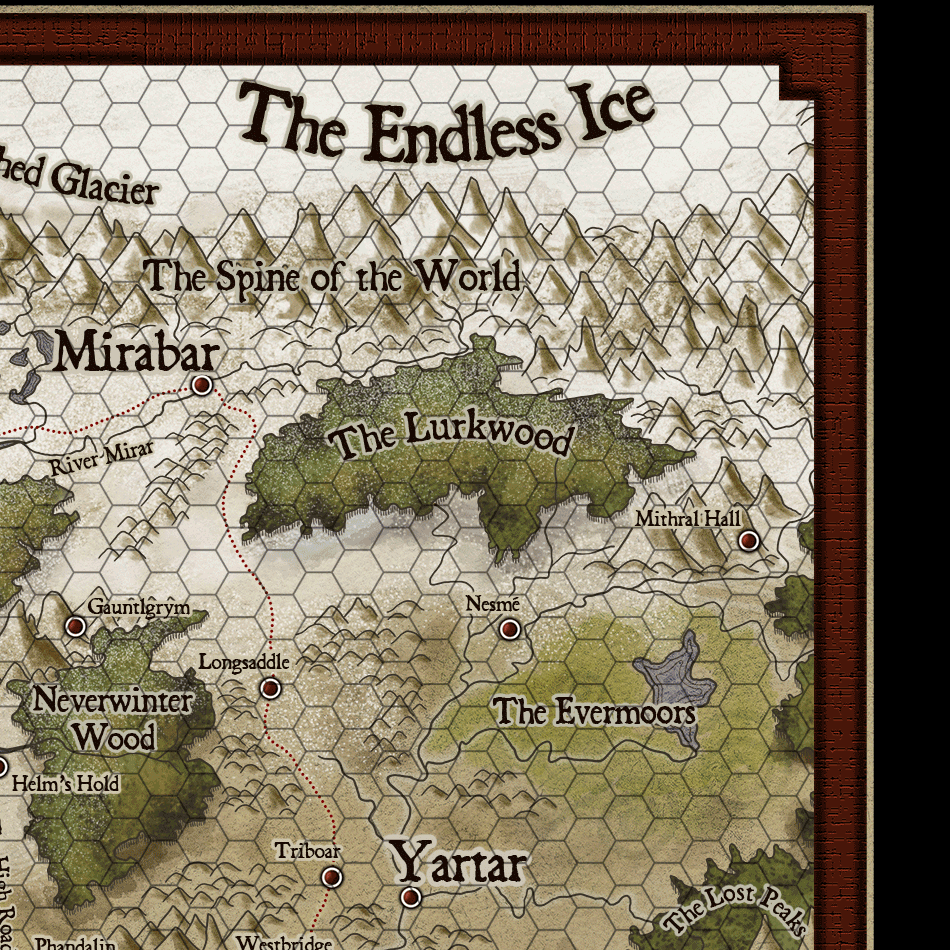 The Endless Ice
hed Glacier
The Spine of the World
Mirabar
The Lurkwood
River Mirar
Mithral Hall
Nesmé
Gauntlgrym
Longsaddle
Neverwinter
Wood
The Evermoors
Helm's Hold
Triboar
Yartar
High Road
The Lost Peaks
Phandalin
Westbridge